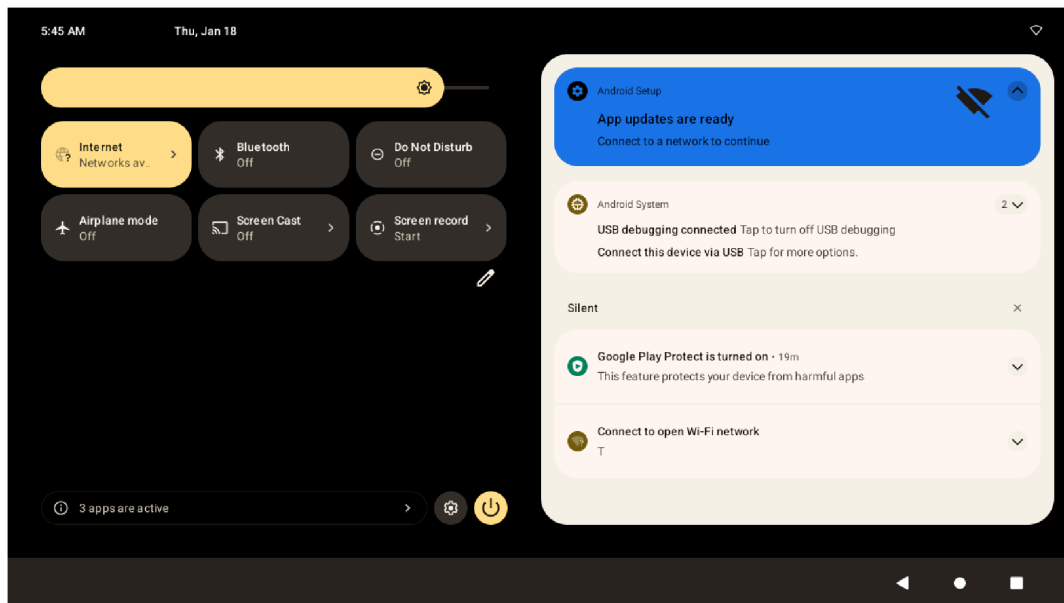 5:45 AM Thu, Jan 18
Internet
Networks av..
Bluetooth
Off
Do Not Disturb
Off
Airplane mode
Off
Screen Cast
Off
Screen record
Start
3 apps are active
Android Setup
App updates are ready
Connect to a network to continue
Android System
2
USB debugging connected Tap to turn off USB debugging
Connect this device via USB Tap for more options.
Silent
Google Play Protect is turned on • 19m
This feature protects your device from harmful apps
Connect to open Wi-Fi network
T